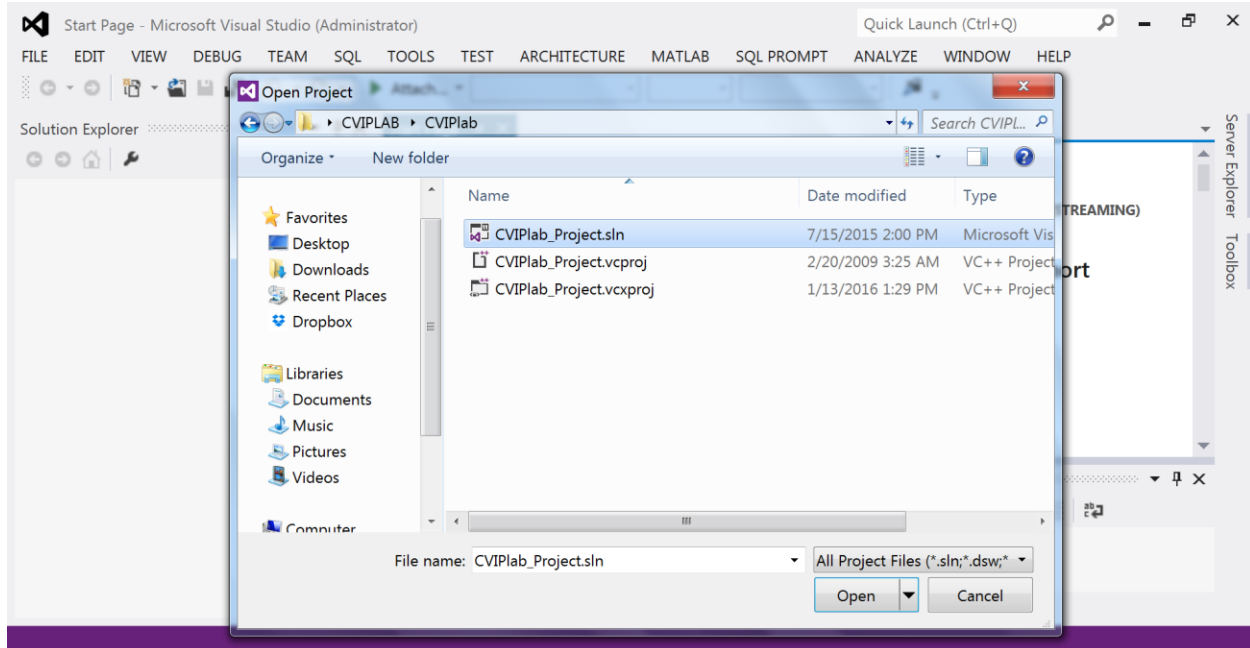 Start Page - Microsoft Visual Studio (Administrator)
Quick Launch (Ctrl+Q)
FILE EDIT VIEW DEBUG TEAM SQL TOOLS TEST ARCHITECTURE MATLAB SQL PROMPT ANALYZE WINDOW HELP
Open Project
Attach...
CVIPLAB CVIPlab
Search CVIPL...
Solution Explorer
Organize New folder
Name Date modified Type
Favorites
Desktop
Downloads
Recent Places
Dropbox
Libraries
Documents
Music
Pictures
Videos
Computer
CVIPlab_Project.sln 7/15/2015 2:00 PM Microsoft Vis
CVIPlab_Project.vcproj 2/20/2009 3:25 AM VC++ Project
CVIPlab_Project.vcxproj 1/13/2016 1:29 PM VC++ Project
File name: CVIPlab_Project.sln
All Project Files (*.sln;*.dsw;*
Open Cancel
TREAMING)
ort
Server Explorer
Toolbox